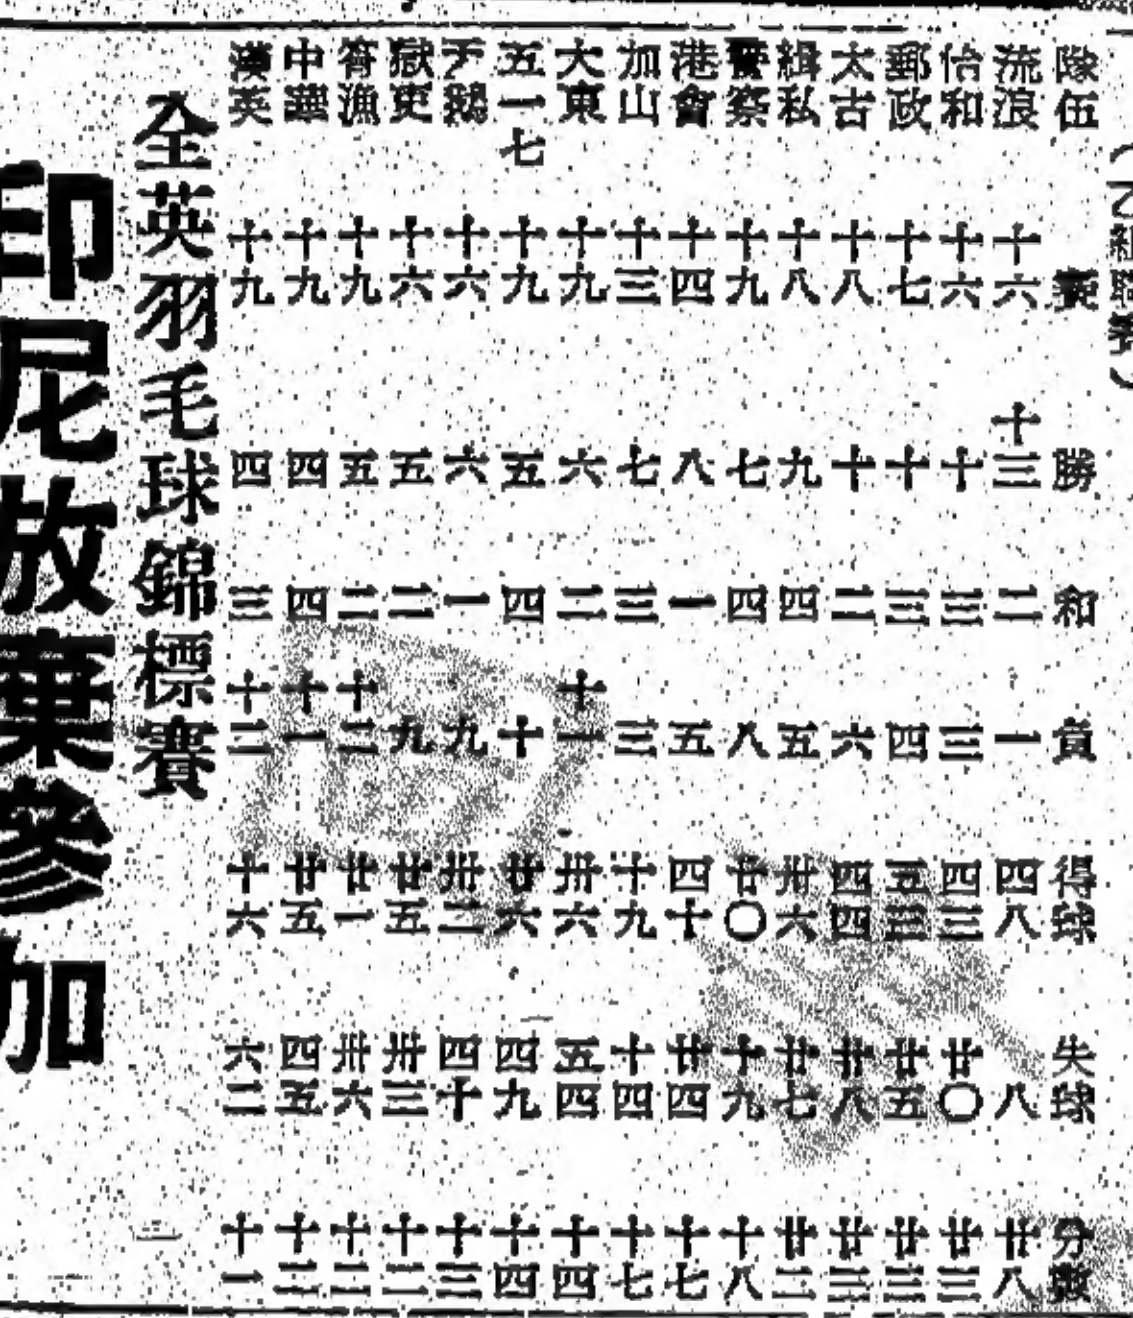 (乙組聯賽)
隊伍 賽 勝 和 負 得球 失球 分數
流浪 十六 十三 二 一 四八 八 廿八
怡和 十六 十 三 三 四三 廿〇 廿三
郵政 十七 十 三 四 五三 廿五 廿三
太古 十八 十 二 六 四四 廿八 廿三
緝私 十八 九 四 五 卅六 廿七 廿二
警察 十九 七 四 八 廿〇 十九 十八
港會 十四 八 一 五 四十 廿四 十七
加山 十三 七 三 三 十九 十四 十七
大東 十九 六 二 十一 卅六 五四 十四
五一七 十九 五 四 十 廿六 四九 十四
天鵝 十六 六 一 九 卅二 四十 十三
獄吏 十六 五 二 九 廿五 卅三 十二
香漁 十九 五 二 十二 廿一 卅六 十二
中華 十九 四 四 十一 廿五 四五 十二
漢英 十九 四 三 十二 十六 六二 十一
全英羽毛球錦標賽
印尼放棄參加